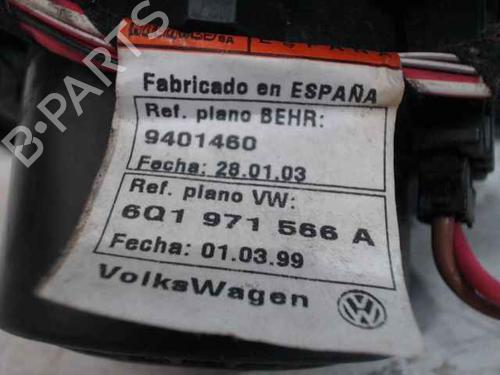 Fabricado en ESPAÑA
Ref. plano BEHR:
9401460
Fecha: 28.01.03
Ref. plano VW:
6Q1 971 566 A
Fecha: 01.03.99
VolksWagen
B-PARTS